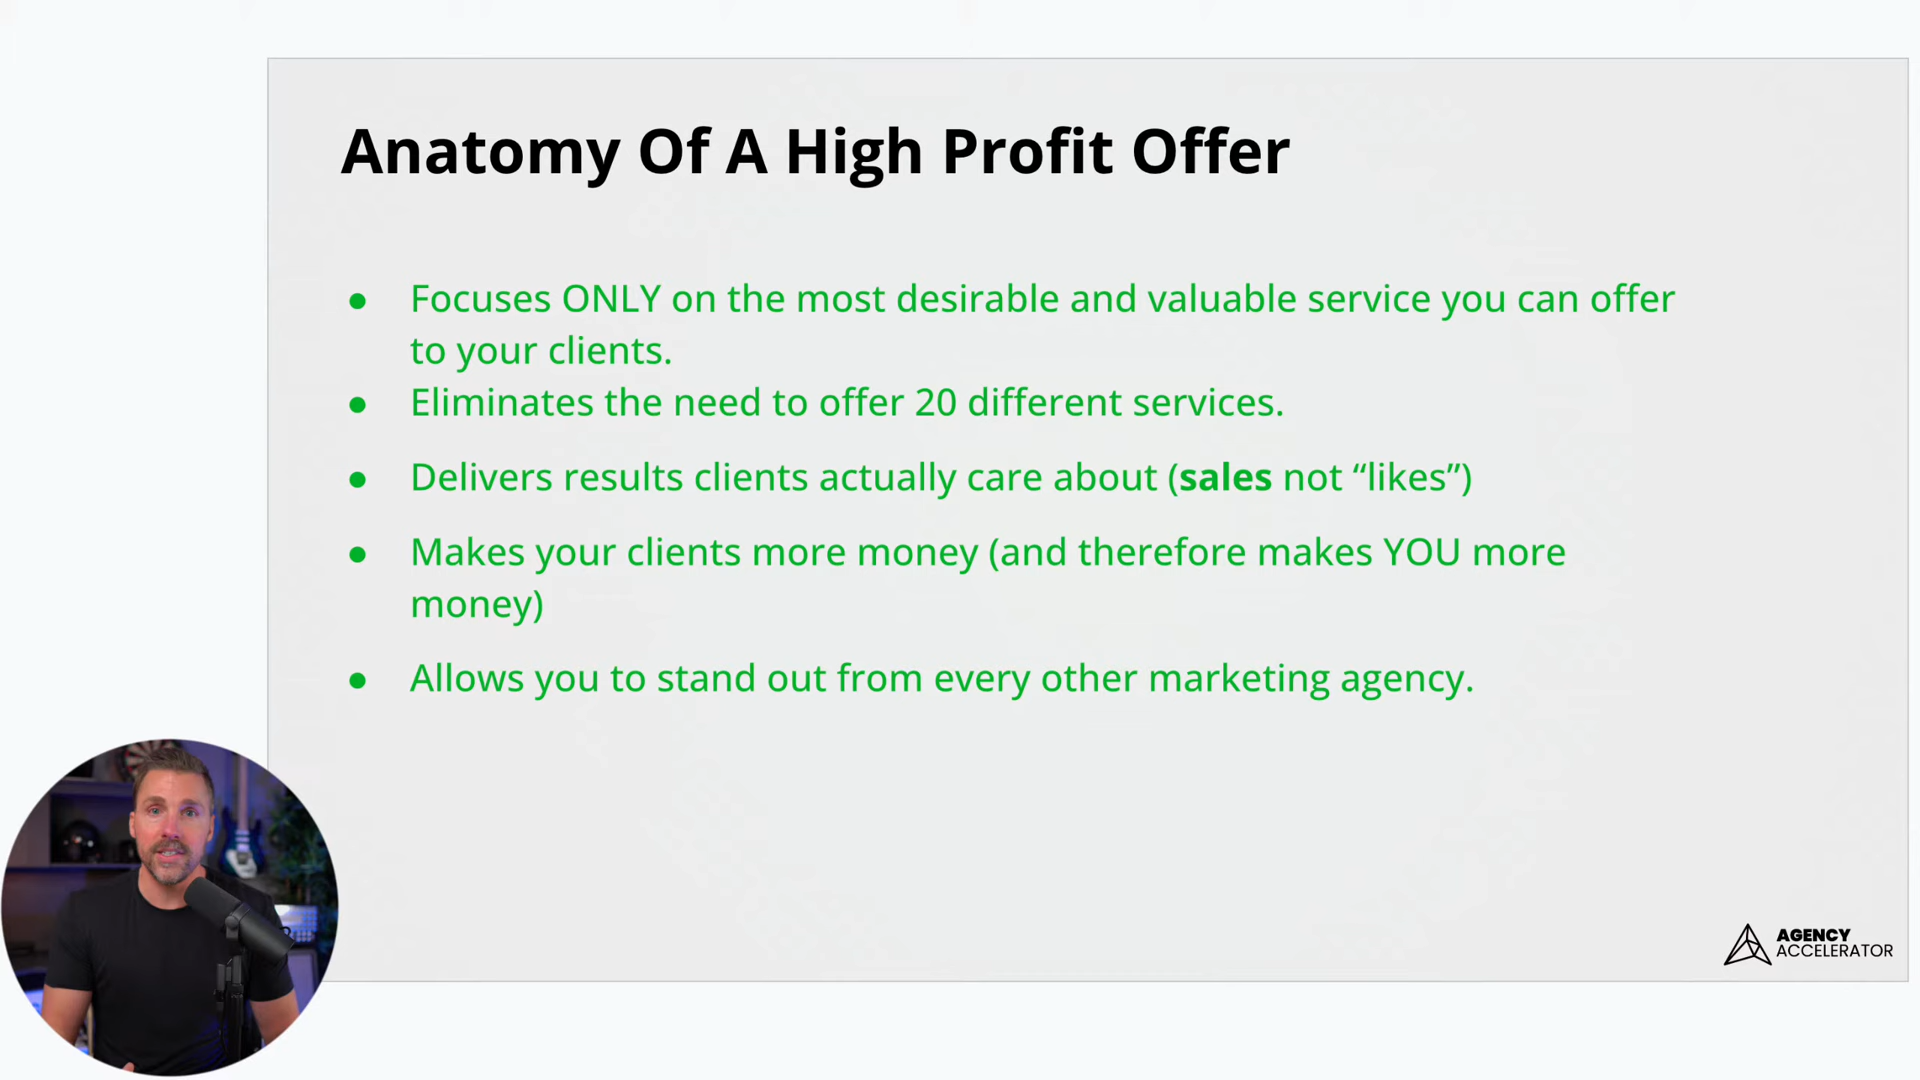 Anatomy Of A High Profit Offer
● Focuses ONLY on the most desirable and valuable service you can offer
to your clients.
● Eliminates the need to offer 20 different services.
● Delivers results clients actually care about (sales not “likes”)
● Makes your clients more money (and therefore makes YOU more
money)
● Allows you to stand out from every other marketing agency.
AGENCY
ACCELERATOR